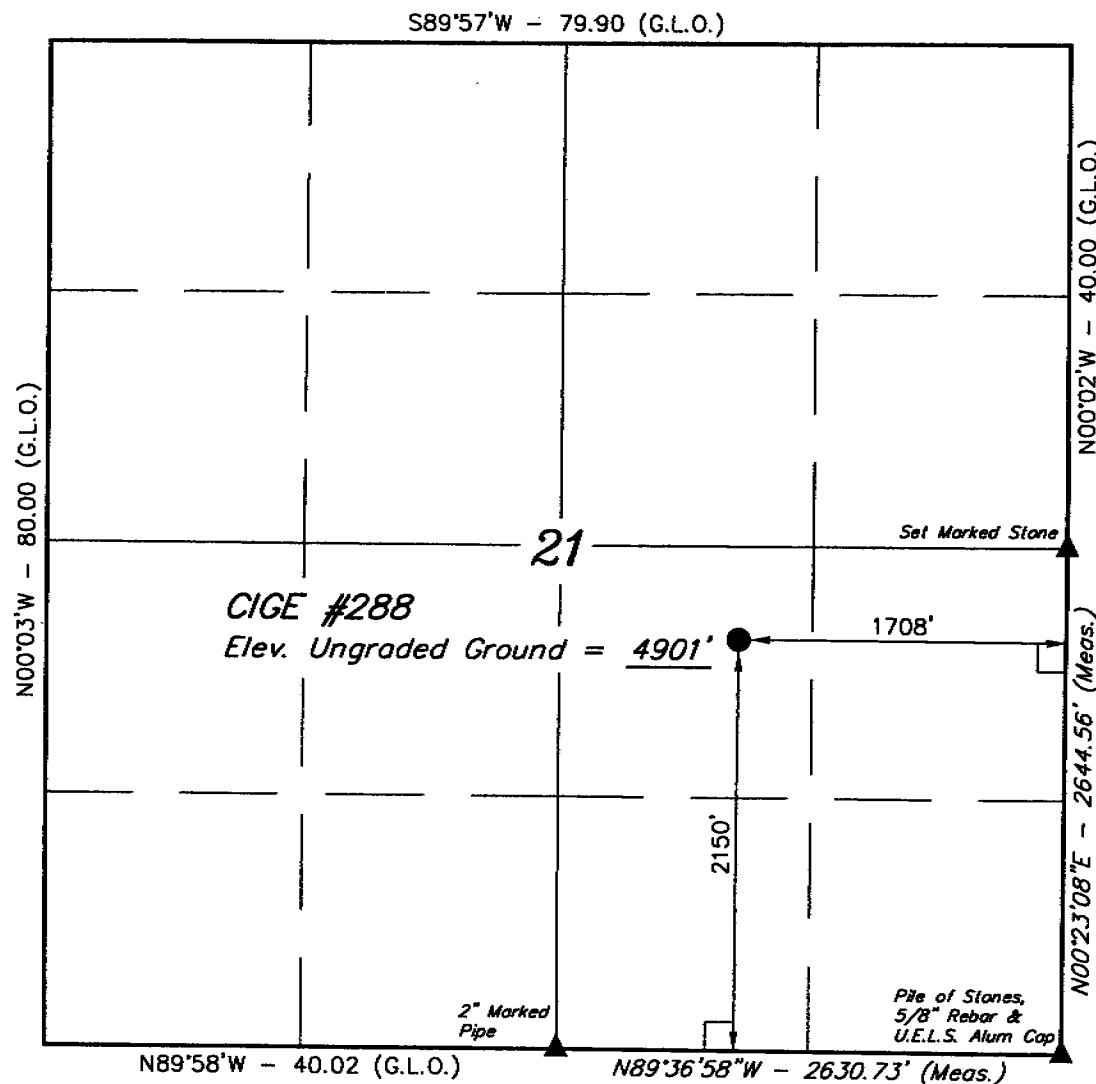 S89°57'W - 79.90 (G.L.O.)
N00°02'W - 40.00 (G.L.O.)
N00°03'W - 80.00 (G.L.O.)
Set Marked Stone
21
CIGE #288
Elev. Ungraded Ground = 4901'
1708'
N00°23'08"E - 2644.56' (Meas.)
2150'
2" Marked
Pipe
Pile of Stones,
5/8" Rebar &
U.E.L.S. Alum Cap
N89°58'W - 40.02 (G.L.O.)
N89°36'58"W - 2630.73' (Meas.)